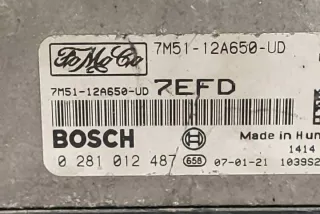 FoMoCo 7M51-12A650-UD
7M51-12A650-UD 7EFD
BOSCH Made in Hun
1414
0 281 012 487 658 07-01-21 1039S2